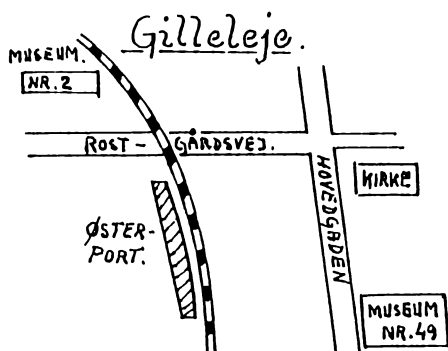 Gilleleje.
MUSEUM.
NR.2
ROST-GÅRDSVEJ.
HOVEDGADEN
KIRKE
ØSTER-
PORT.
MUSEUM
NR.49